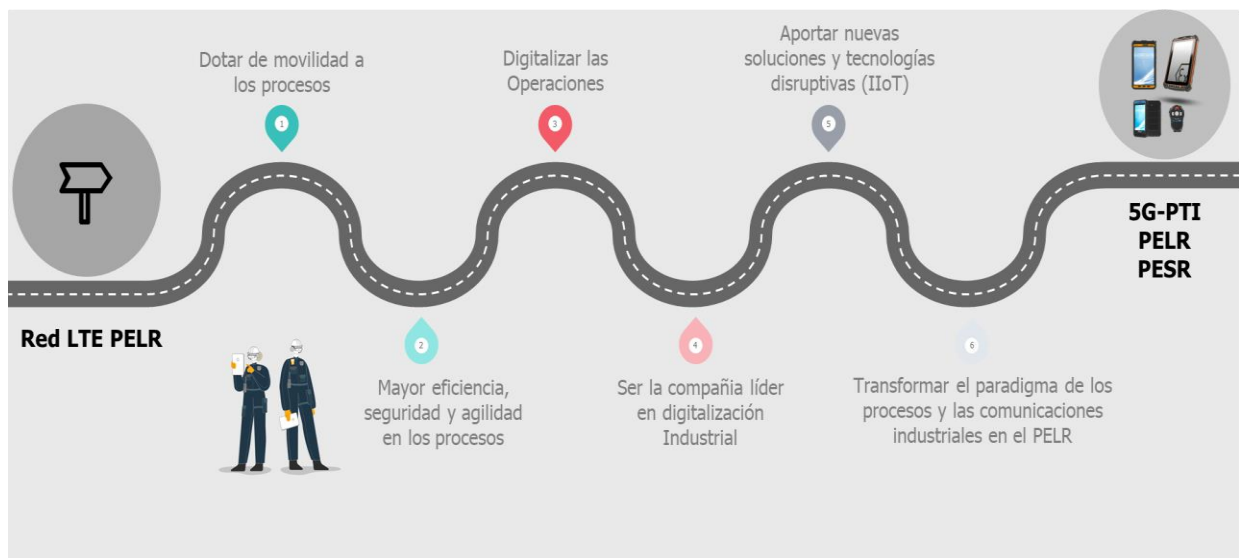 Dotar de movilidad a
los procesos
1
Digitalizar las
Operaciones
3
Aportar nuevas
soluciones y tecnologías
disruptivas (IIoT)
5
5G-PTI
PELR
PESR
Red LTE PELR
2
Mayor eficiencia,
seguridad y agilidad
en los procesos
4
Ser la compañia líder
en digitalización
Industrial
6
Transformar el paradigma de los
procesos y las comunicaciones
industriales en el PELR